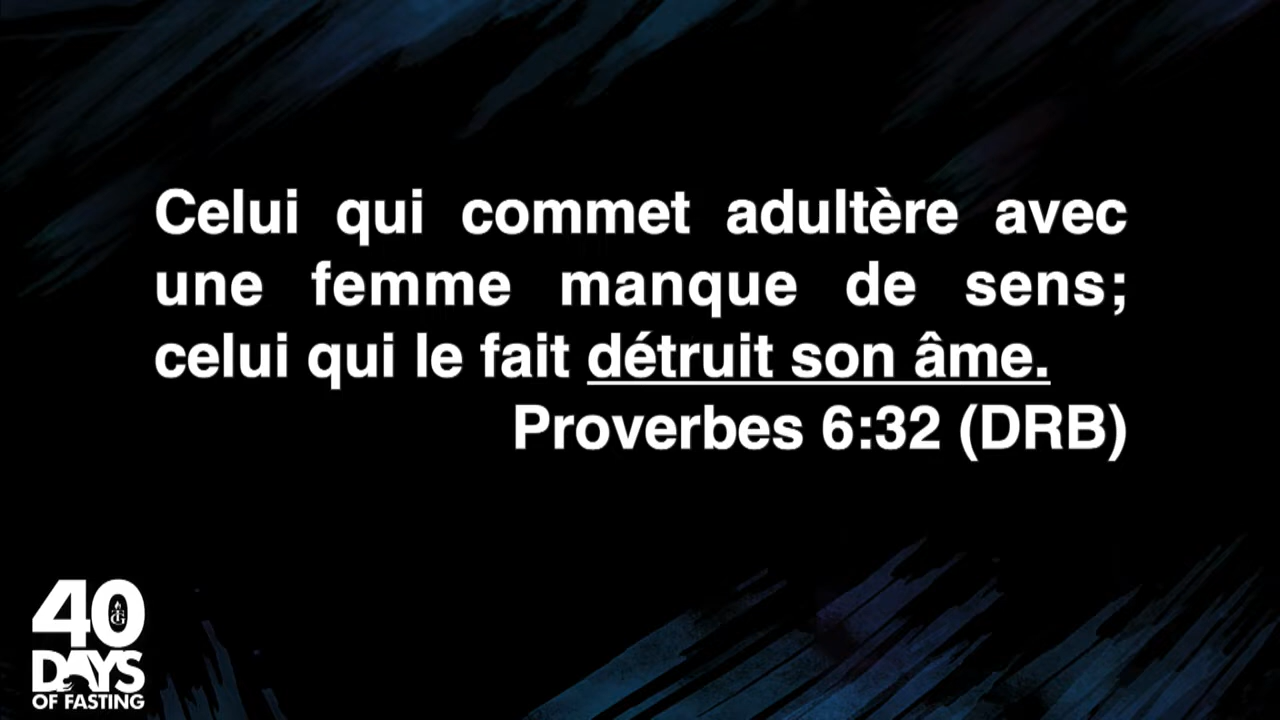 Celui qui commet adultère avec
une femme manque de sens;
celui qui le fait détruit son âme.
Proverbes 6:32 (DRB)
40
DAYS
OF FASTING